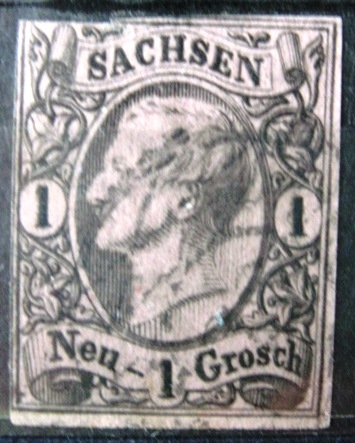 SACHSEN
1 1
Neu-1 Grosch